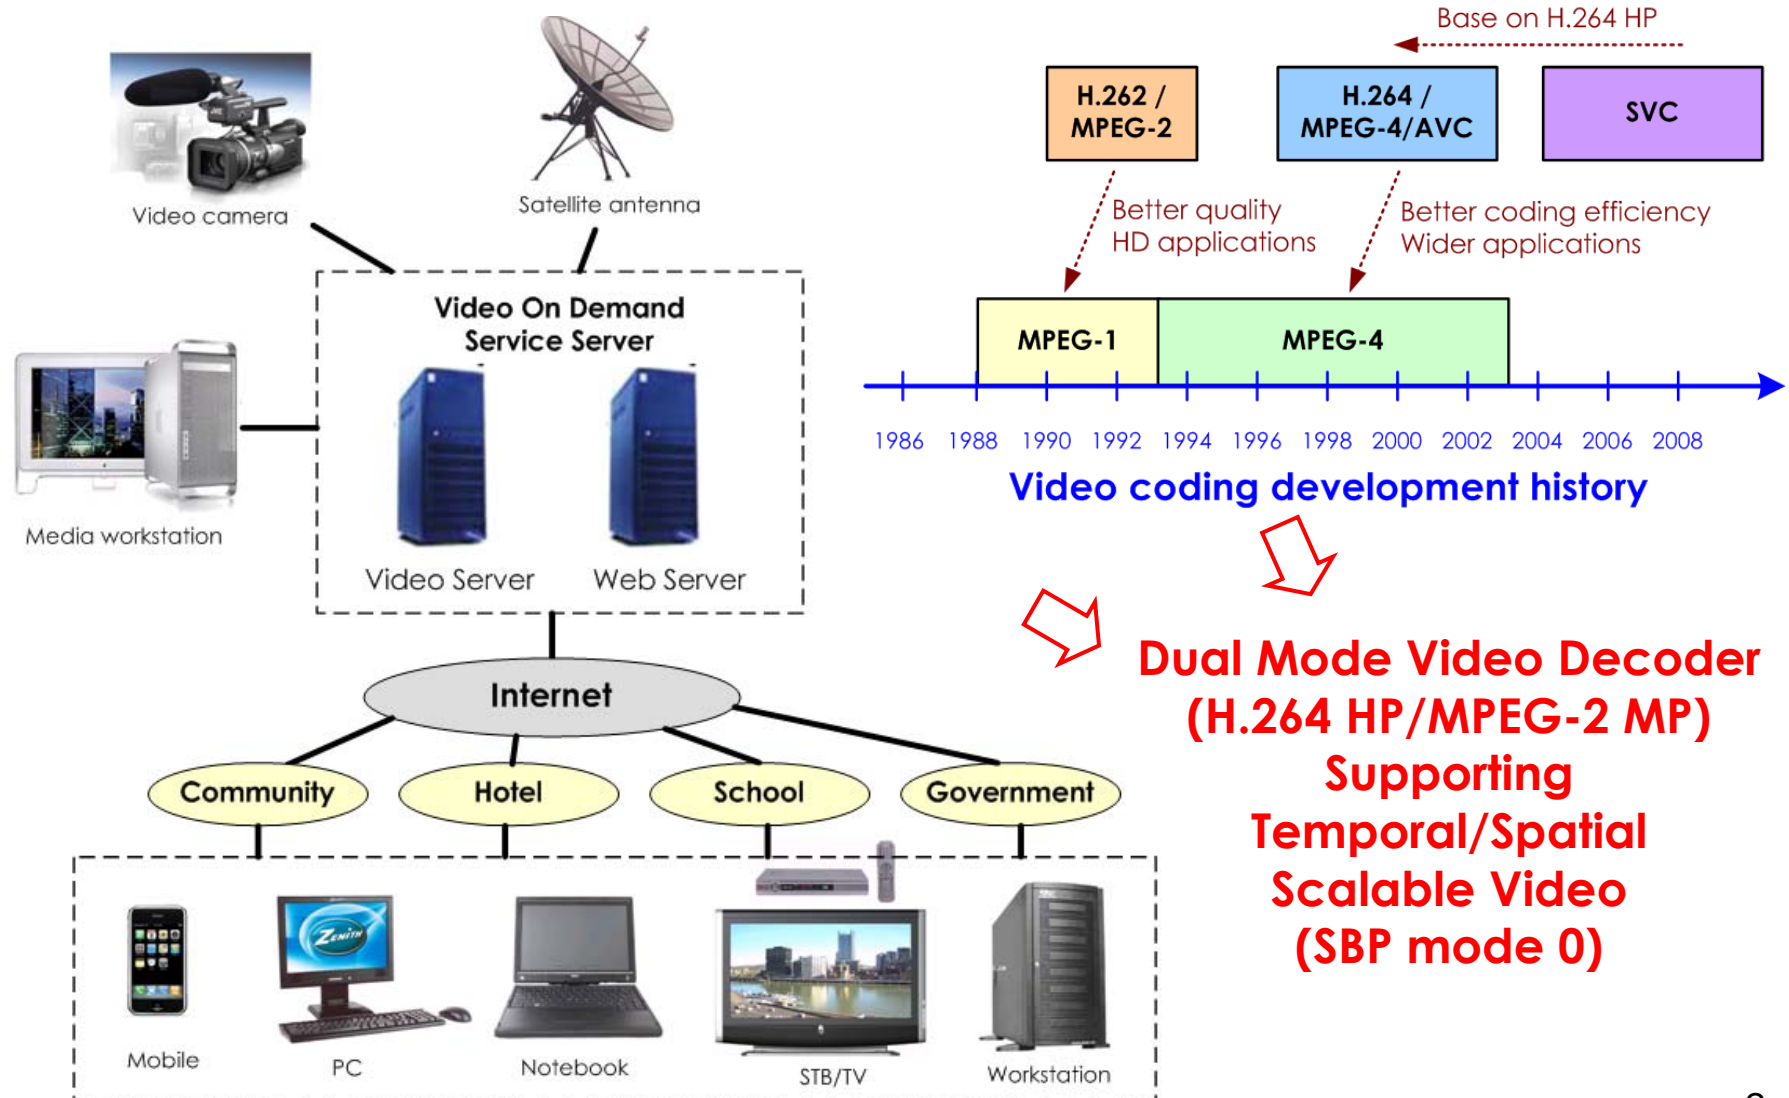 Video camera
Satellite antenna
Video On Demand
Service Server
Media workstation
Video Server
Web Server
Internet
Community
Hotel
School
Government
ZENITH
Mobile
PC
Notebook
STB/TV
Workstation
Base on H.264 HP
H.262 /
MPEG-2
H.264 /
MPEG-4/AVC
SVC
Better quality
HD applications
Better coding efficiency
Wider applications
MPEG-1
MPEG-4
1986 1988 1990 1992 1994 1996 1998 2000 2002 2004 2006 2008
Video coding development history
Dual Mode Video Decoder
(H.264 HP/MPEG-2 MP)
Supporting
Temporal/Spatial
Scalable Video
(SBP mode 0)